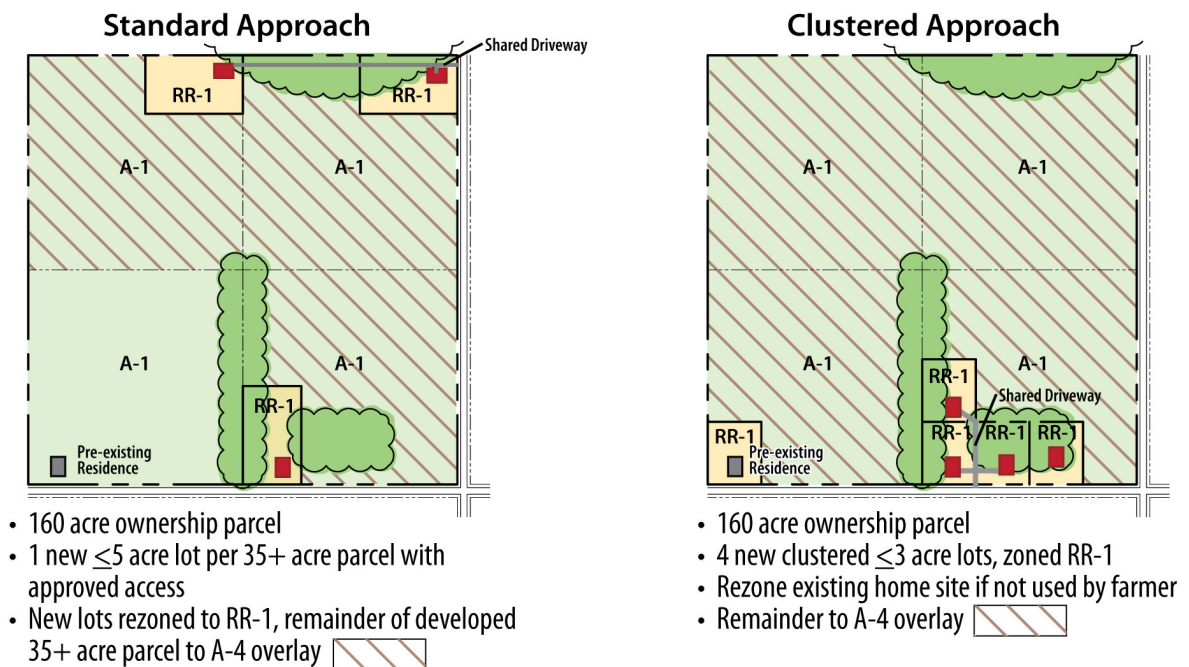 Standard Approach
Shared Driveway
RR-1
RR-1
A-1
A-1
A-1
A-1
RR-1
Pre-existing
Residence
• 160 acre ownership parcel
• 1 new ≤5 acre lot per 35+ acre parcel with
approved access
• New lots rezoned to RR-1, remainder of developed
35+ acre parcel to A-4 overlay
Clustered Approach
A-1
A-1
A-1
A-1
RR-1
Shared Driveway
RR-1
RR-1
RR-1
RR-1
Pre-existing
Residence
• 160 acre ownership parcel
• 4 new clustered ≤3 acre lots, zoned RR-1
• Rezone existing home site if not used by farmer
• Remainder to A-4 overlay